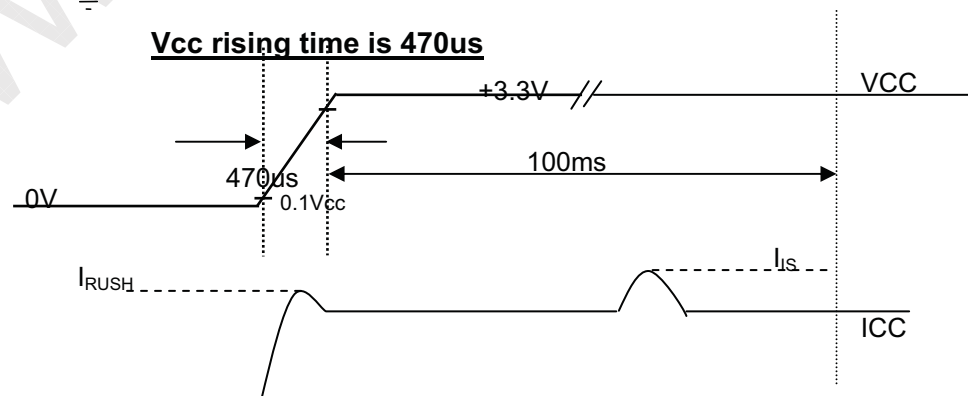 Vcc rising time is 470us
+3.3V
VCC
100ms
470us
0V
0.1Vcc
IRUSH
IIS
ICC